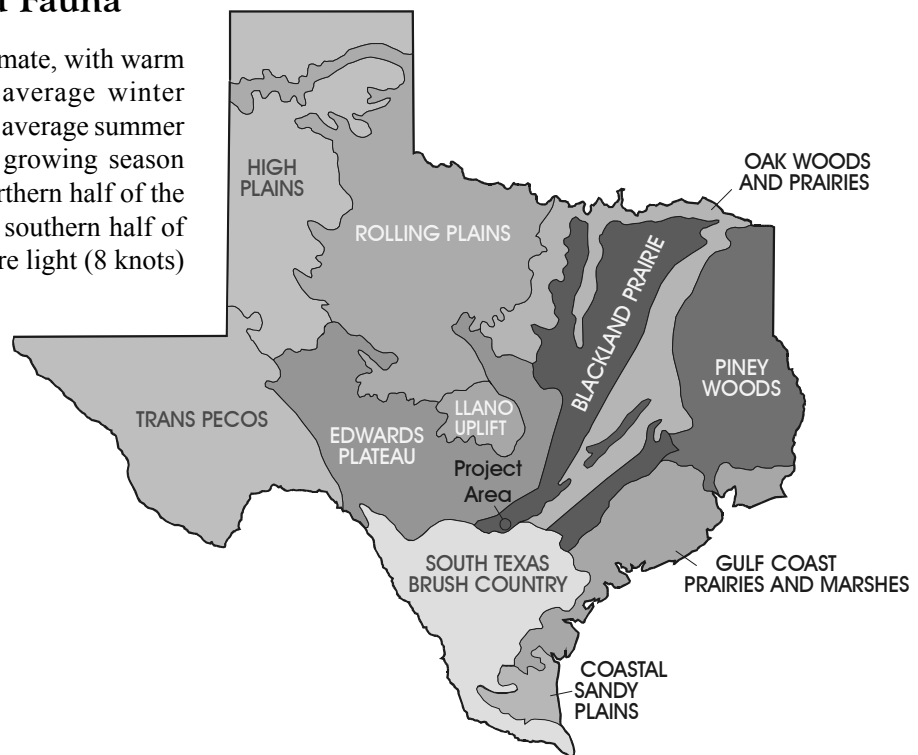 Fauna
mate, with warm
average winter
average summer
growing season
rthern half of the
southern half of
re light (8 knots)
HIGH
PLAINS
ROLLING PLAINS
OAK WOODS
AND PRAIRIES
BLACKLAND PRAIRIE
PINEY
WOODS
TRANS PECOS
EDWARDS
PLATEAU
LLANO
UPLIFT
Project
Area
SOUTH TEXAS
BRUSH COUNTRY
GULF COAST
PRAIRIES AND MARSHES
COASTAL
SANDY
PLAINS